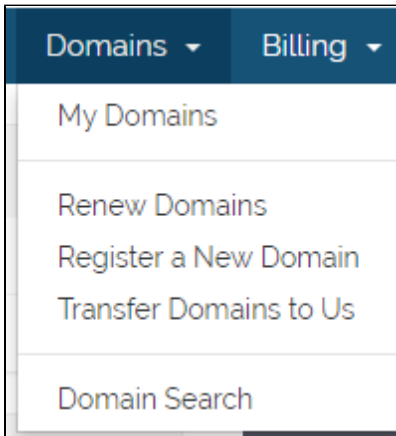 Domains Billing
My Domains
Renew Domains
Register a New Domain
Transfer Domains to Us
Domain Search